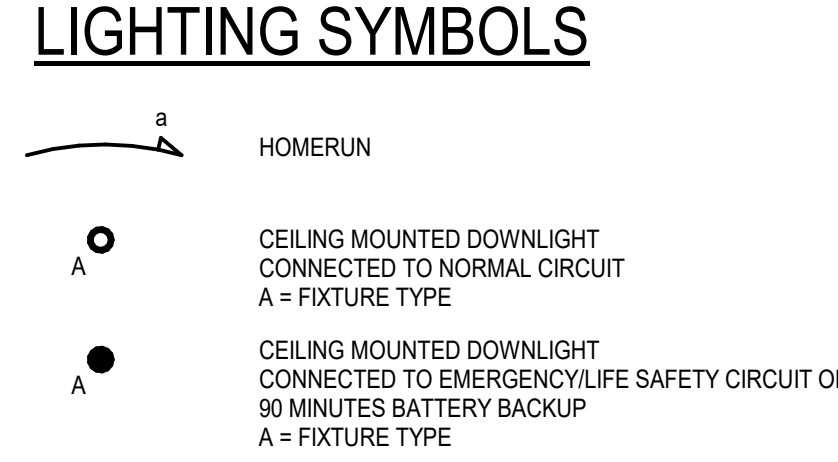 LIGHTING SYMBOLS
a
HOMERUN
A
CEILING MOUNTED DOWNLIGHT
CONNECTED TO NORMAL CIRCUIT
A = FIXTURE TYPE
A
CEILING MOUNTED DOWNLIGHT
CONNECTED TO EMERGENCY/LIFE SAFETY CIRCUIT
90 MINUTES BATTERY BACKUP
A = FIXTURE TYPE